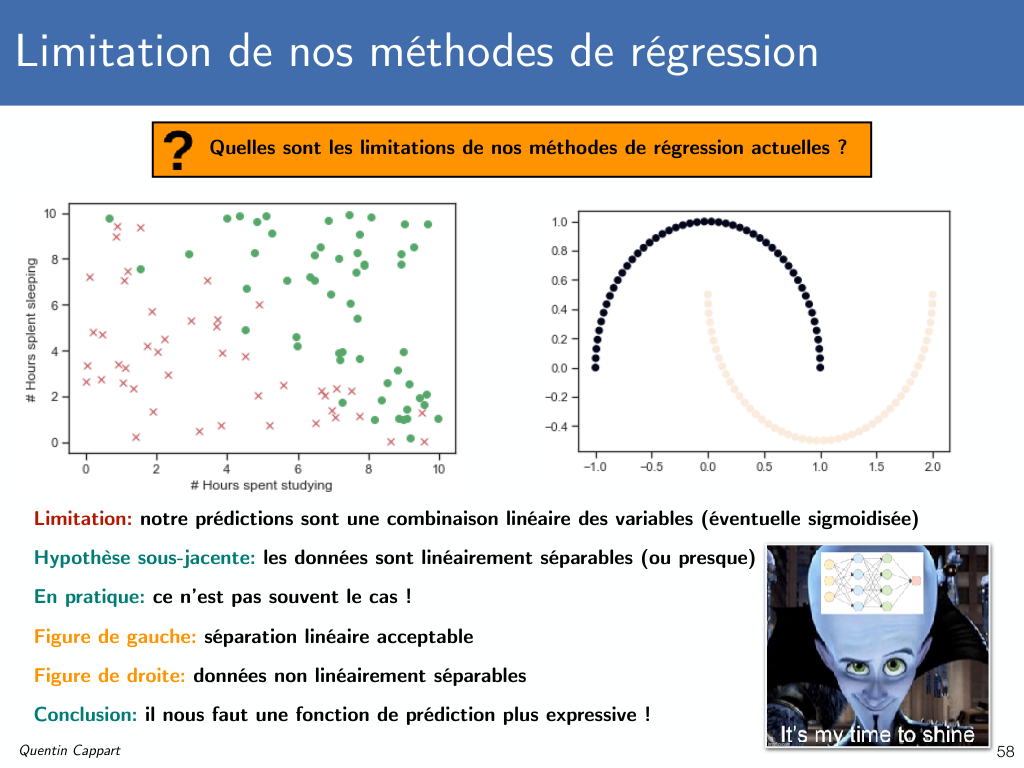 Limitation de nos méthodes de régression
? Quelles sont les limitations de nos méthodes de régression actuelles ?
10
8
6
4
2
0
# Hours splent sleeping
0 2 4 6 8 10
# Hours spent studying
1.0
0.8
0.6
0.4
0.2
0.0
−0.2
−0.4
−1.0 −0.5 0.0 0.5 1.0 1.5 2.0
Limitation: notre prédictions sont une combinaison linéaire des variables (éventuelle sigmoidisée)
Hypothèse sous-jacente: les données sont linéairement séparables (ou presque)
En pratique: ce n'est pas souvent le cas !
Figure de gauche: séparation linéaire acceptable
Figure de droite: données non linéairement séparables
Conclusion: il nous faut une fonction de prédiction plus expressive !
It's my time to shine
Quentin Cappart
58